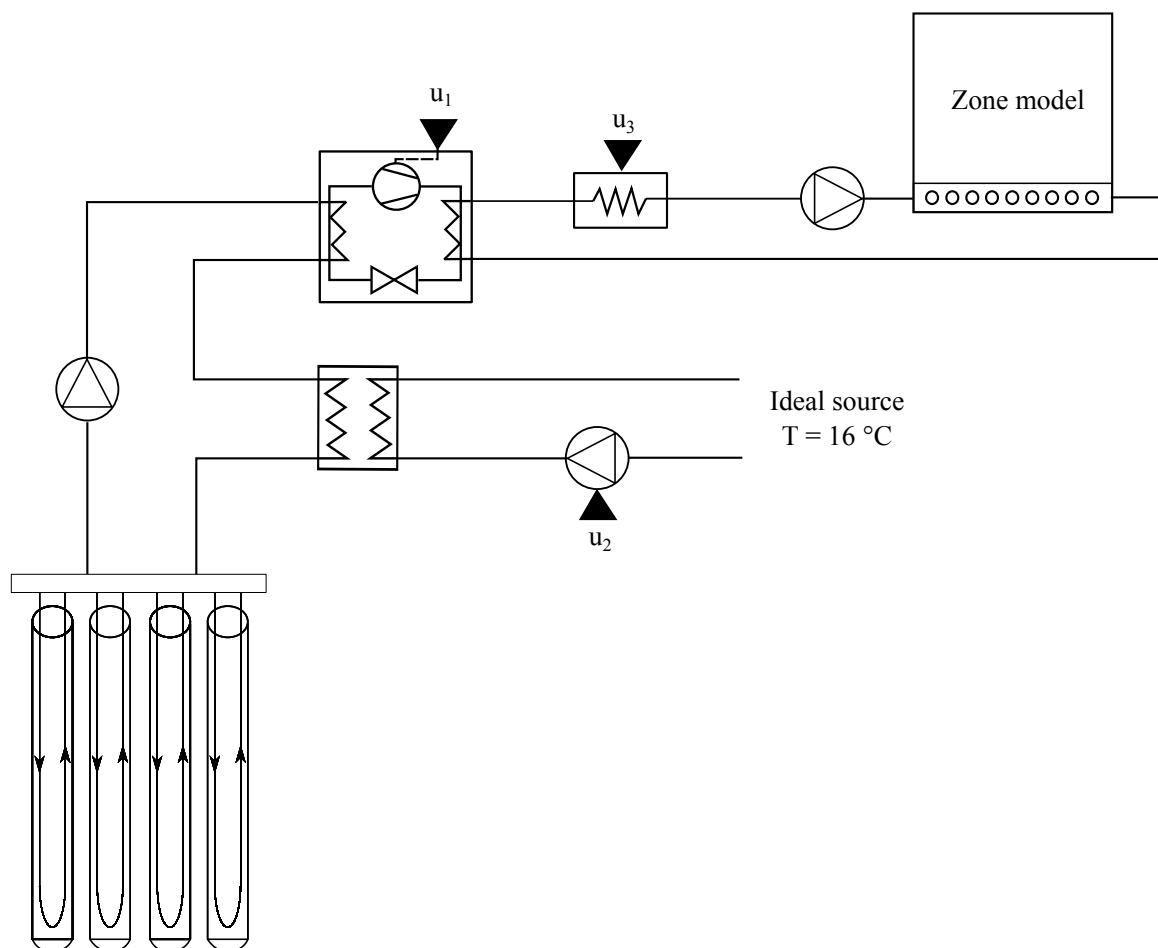 u₁
u₃
Zone model
Ideal source
T = 16 °C
u₂